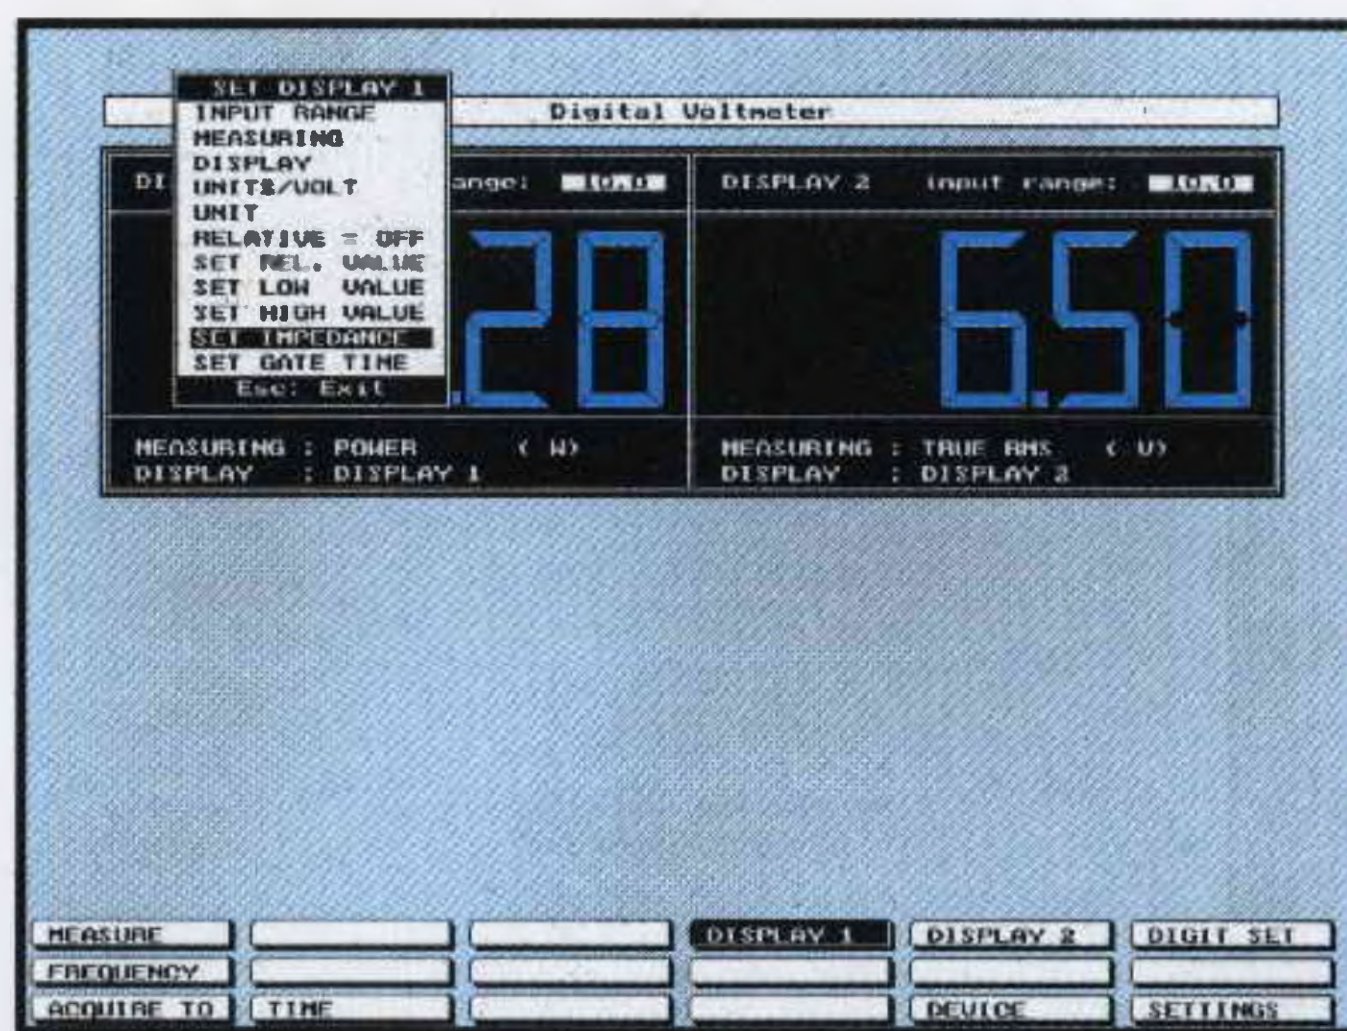 SET DISPLAY 1
INPUT RANGE
MEASURING
DISPLAY
UNITS/VOLT
UNIT
RELATIVE = OFF
SET REL. VALUE
SET LOW VALUE
SET HIGH VALUE
SET IMPEDANCE
SET GATE TIME
Esc: Exit
Digital Voltmeter
DI ange:
.28
MEASURING : POWER ( W)
DISPLAY : DISPLAY 1
DISPLAY 2 input range:
6.50
MEASURING : TRUE RMS ( V)
DISPLAY : DISPLAY 2
MEASURE DISPLAY 1 DISPLAY 2 DIGIT SET
FREQUENCY
ACQUIRE TO TIME DEVICE SETTINGS